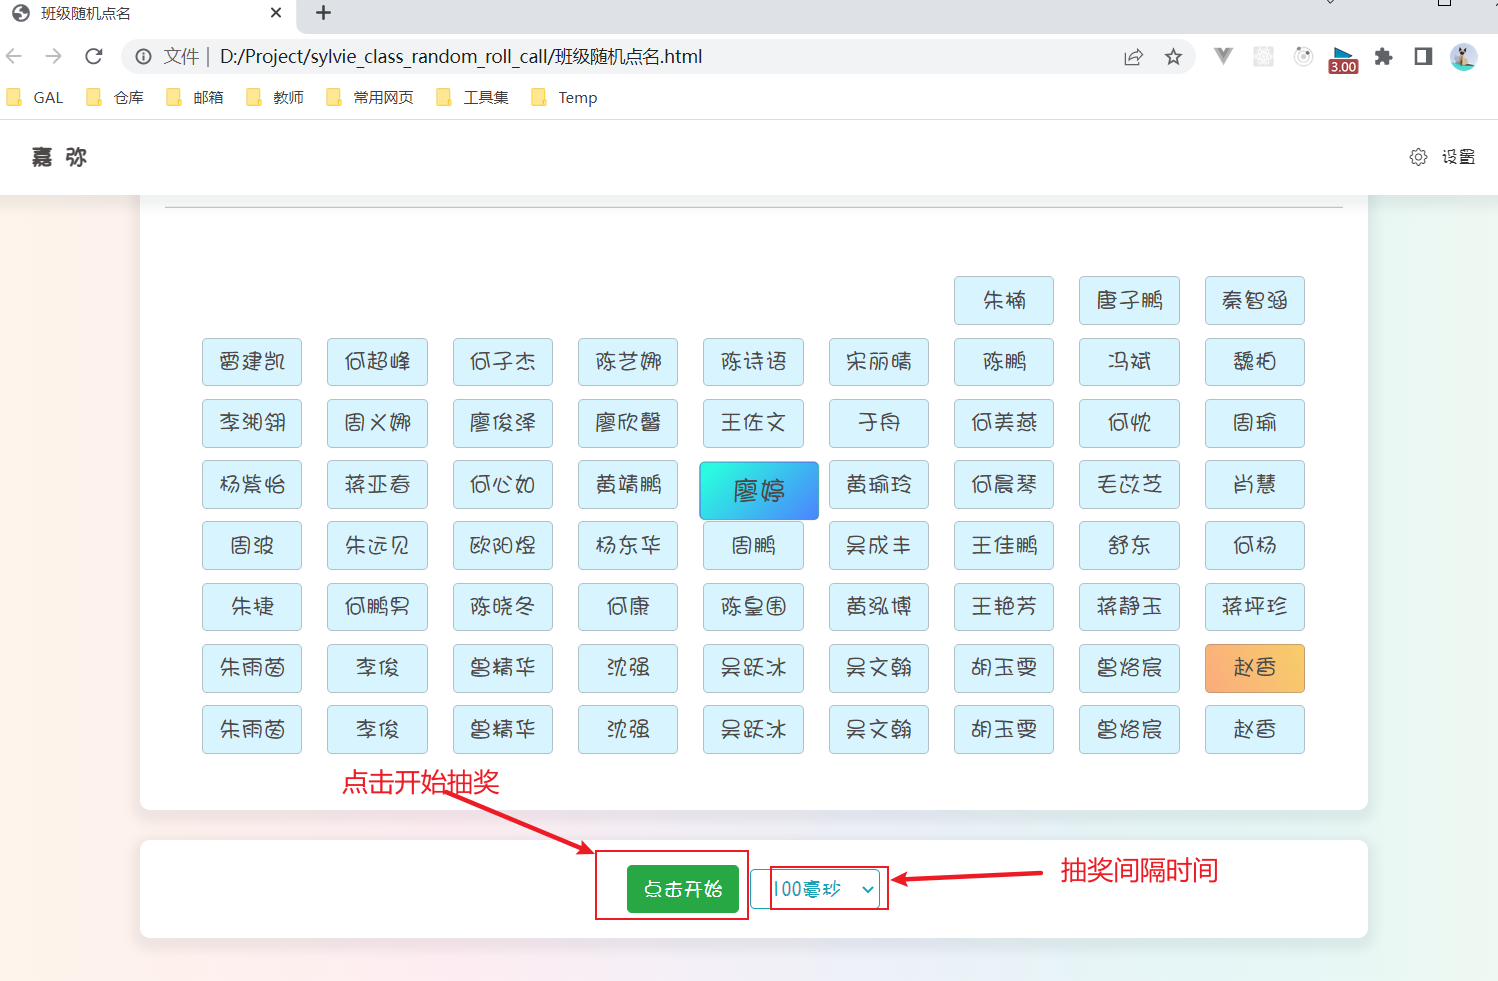 班级随机点名
文件 | D:/Project/sylvie_class_random_roll_call/班级随机点名.html
3.00
GAL 仓库 邮箱 教师 常用网页 工具集 Temp
嘉 弥 设置
朱楠 唐子鹏 秦智涵
雷建凯 何超峰 何子杰 陈艺娜 陈诗语 宋丽晴 陈鹏 冯斌 魏柏
李湘翎 周义娜 廖俊泽 廖欣馨 王佐文 于舟 何美燕 何忱 周瑜
杨紫怡 蒋亚春 何心如 黄靖鹏 廖婷 黄瑜玲 何晨琴 毛苡芝 肖慧
周波 朱远见 欧阳煜 杨东华 周鹏 吴成丰 王佳鹏 舒东 何杨
朱捷 何鹏男 陈晓冬 何康 陈皇围 黄泓博 王艳芳 蒋静玉 蒋坪珍
朱雨茵 李俊 曾精华 沈强 吴跃冰 吴文翰 胡玉雯 曾烙宸 赵香
朱雨茵 李俊 曾精华 沈强 吴跃冰 吴文翰 胡玉雯 曾烙宸 赵香
点击开始抽奖
抽奖间隔时间
点击开始 100毫秒